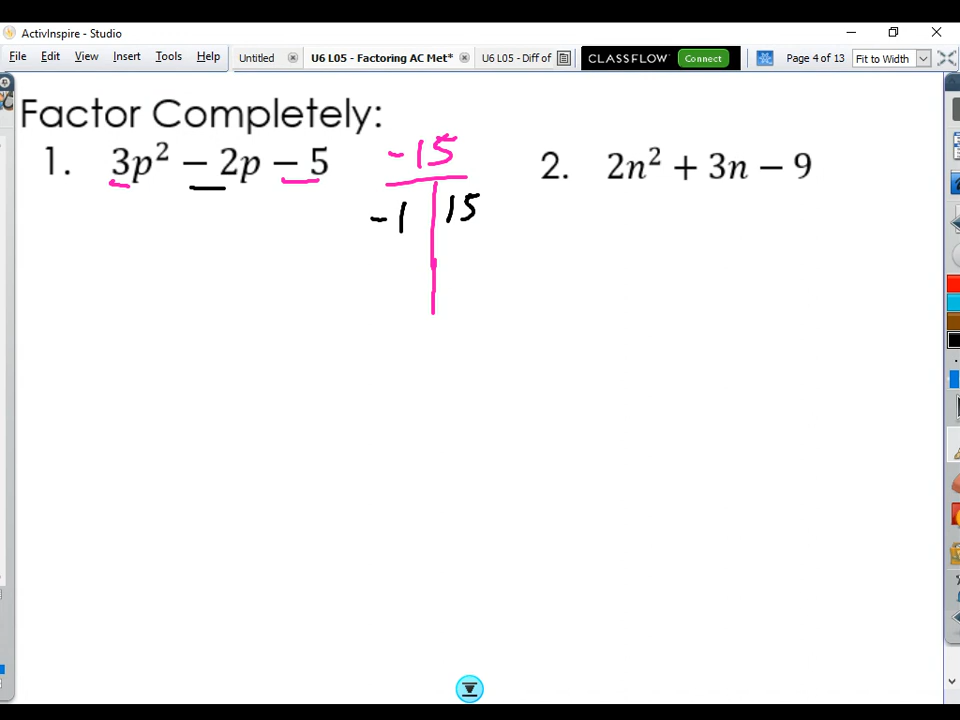 ActivInspire - Studio
File Edit View Insert Tools Help Untitled U6 L05 - Factoring AC Met* U6 L05 - Diff of CLASSFLOW Connect Page 4 of 13 Fit to Width
Factor Completely:
1. 3p² − 2p − 5
-15
-1 15
2. 2n² + 3n − 9